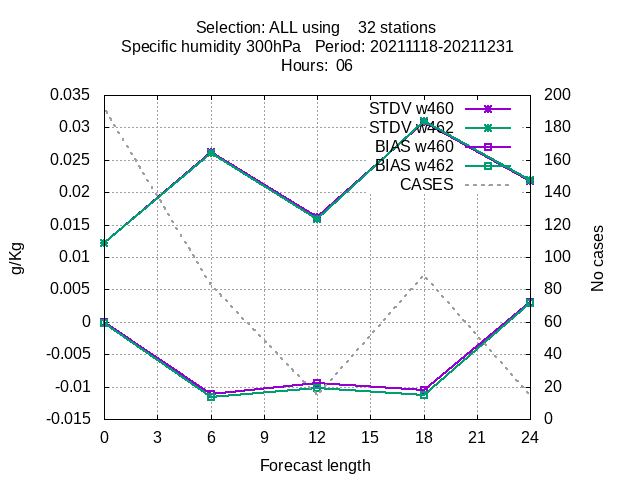 Selection: ALL using    32 stations
Specific humidity 300hPa   Period: 20211118-20211231
Hours:  06
0.035
0.03
0.025
0.02
0.015
0.01
0.005
0
-0.005
-0.01
-0.015
g/Kg
STDV w460
STDV w462
BIAS w460
BIAS w462
CASES
200
180
160
140
120
100
80
60
40
20
0
No cases
0 3 6 9 12 15 18 21 24
Forecast length